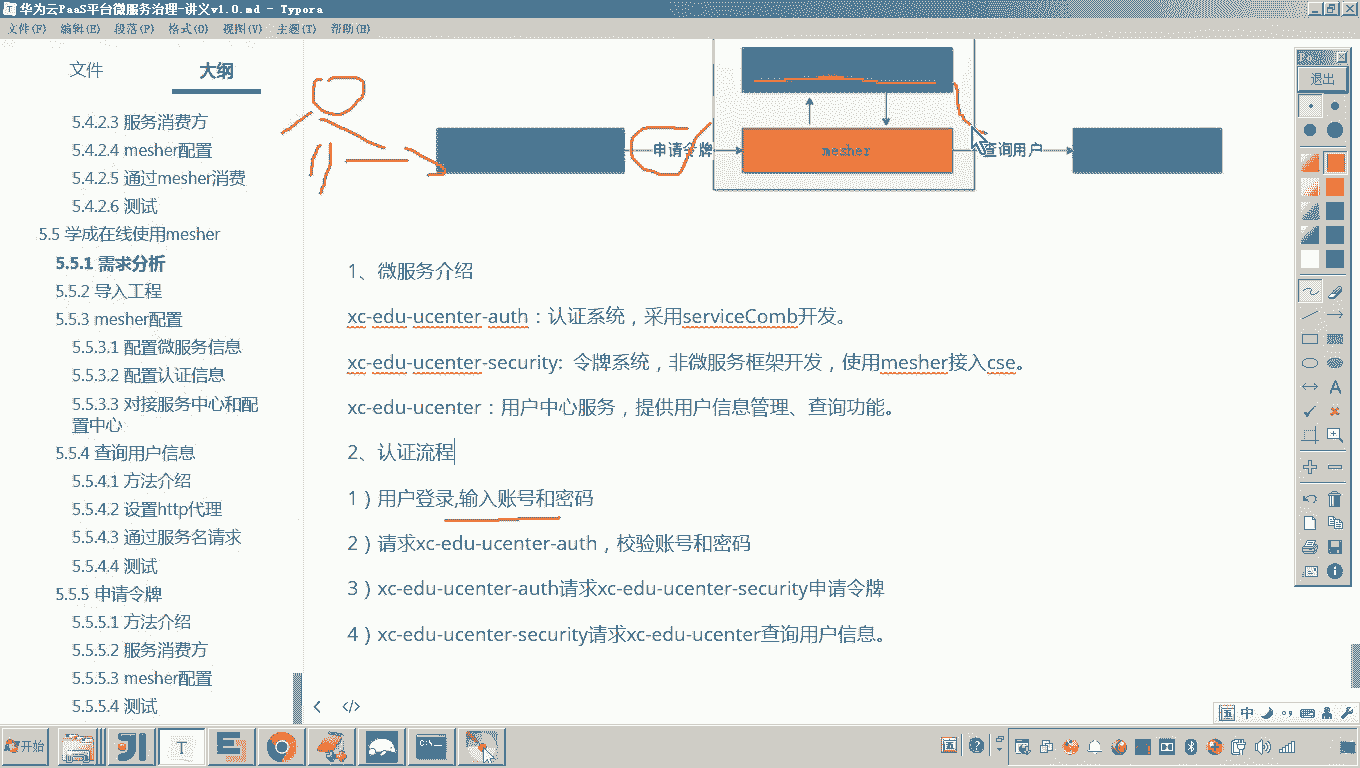 华为云PaaS平台微服务治理-讲义v1.0.md - Typora
文件(F) 编辑(E) 段落(P) 格式(O) 视图(V) 主题(T) 帮助(H)
文件 大纲
5.4.2.3 服务消费方
5.4.2.4 mesher配置
5.4.2.5 通过mesher消费
5.4.2.6 测试
5.5 学成在线使用mesher
5.5.1 需求分析
5.5.2 导入工程
5.5.3 mesher配置
5.5.3.1 配置微服务信息
5.5.3.2 配置认证信息
5.5.3.3 对接服务中心和配
置中心
5.5.4 查询用户信息
5.5.4.1 方法介绍
5.5.4.2 设置http代理
5.5.4.3 通过服务名请求
5.5.4.4 测试
5.5.5 申请令牌
5.5.5.1 方法介绍
5.5.5.2 服务消费方
5.5.5.3 mesher配置
5.5.5.4 测试
申请令牌 mesher 查询用户
1、微服务介绍
xc-edu-ucenter-auth：认证系统，采用serviceComb开发。
xc-edu-ucenter-security: 令牌系统，非微服务框架开发，使用mesher接入cse。
xc-edu-ucenter：用户中心服务，提供用户信息管理、查询功能。
2、认证流程
1）用户登录,输入账号和密码
2）请求xc-edu-ucenter-auth，校验账号和密码
3）xc-edu-ucenter-auth请求xc-edu-ucenter-security申请令牌
4）xc-edu-ucenter-security请求xc-edu-ucenter查询用户信息。
退出
A
中
开始